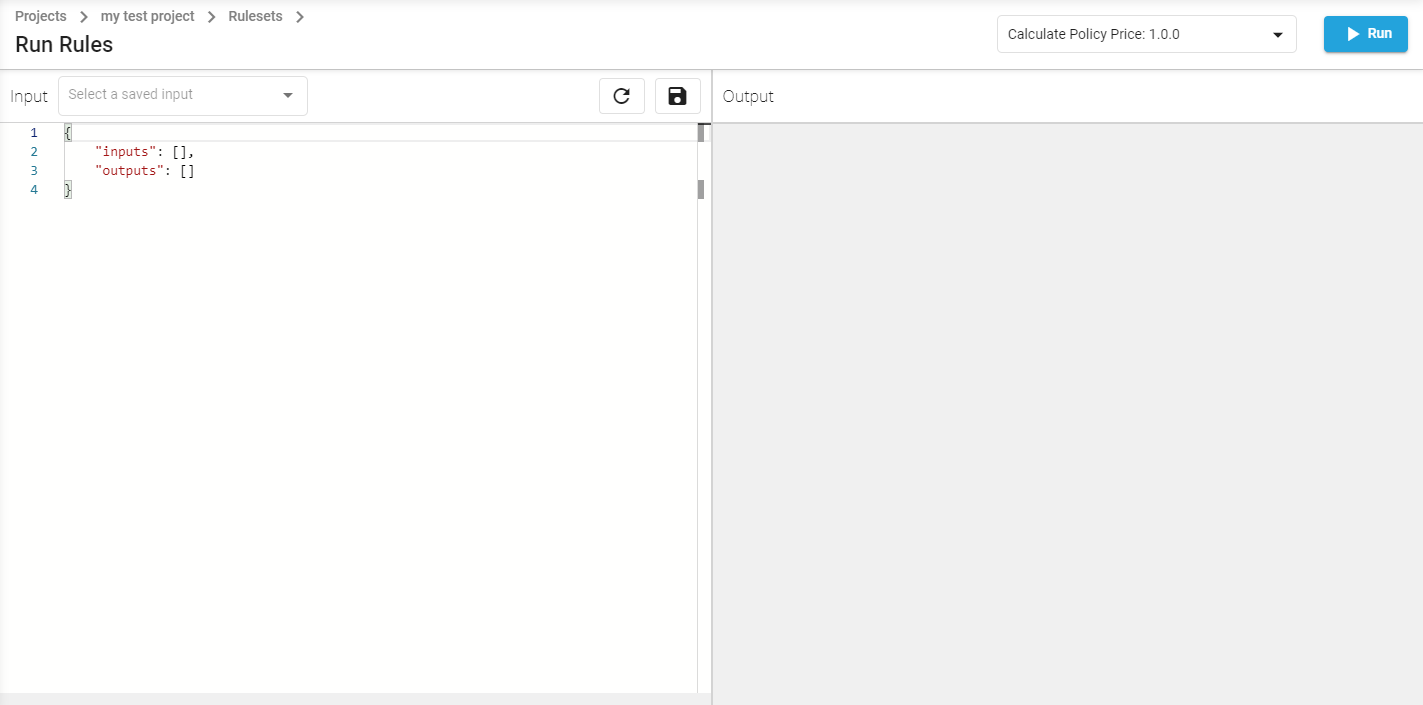 Projects > my test project > Rulesets >
Run Rules
Calculate Policy Price: 1.0.0
Run
Input
Select a saved input
Output
1 {
2     "inputs": [],
3     "outputs": []
4 }